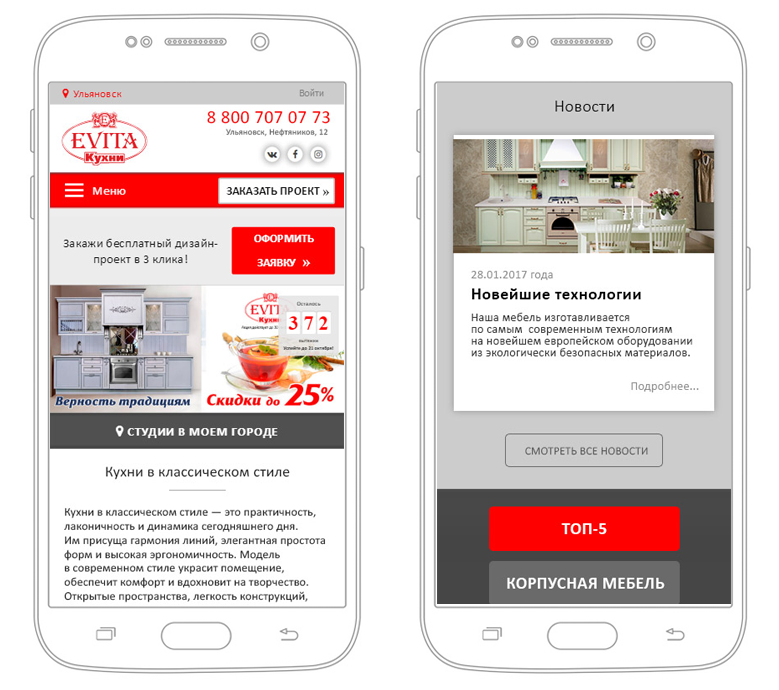 Ульяновск
Войти
EVITA
Кухни
8 800 707 07 73
Ульяновск, Нефтяников, 12
Меню
ЗАКАЗАТЬ ПРОЕКТ »
Закажи бесплатный дизайн-
проект в 3 клика!
ОФОРМИТЬ
ЗАЯВКУ »
EVITA
Кухни
Осталось
372
Успейте до 31 октября!
Верность традициям
Скидки до 25%
СТУДИИ В МОЕМ ГОРОДЕ
Кухни в классическом стиле
Кухни в классическом стиле — это практичность,
лаконичность и динамика сегодняшнего дня.
Им присуща гармония линий, элегантная простота
форм и высокая эргономичность. Модель
в современном стиле украсит помещение,
обеспечит комфорт и вдохновит на творчество.
Открытые пространства, легкость конструкций,
Новости
28.01.2017 года
Новейшие технологии
Наша мебель изготавливается
по самым современным технологиям
на новейшем европейском оборудовании
из экологически безопасных материалов.
Подробнее...
СМОТРЕТЬ ВСЕ НОВОСТИ
ТОП-5
КОРПУСНАЯ МЕБЕЛЬ